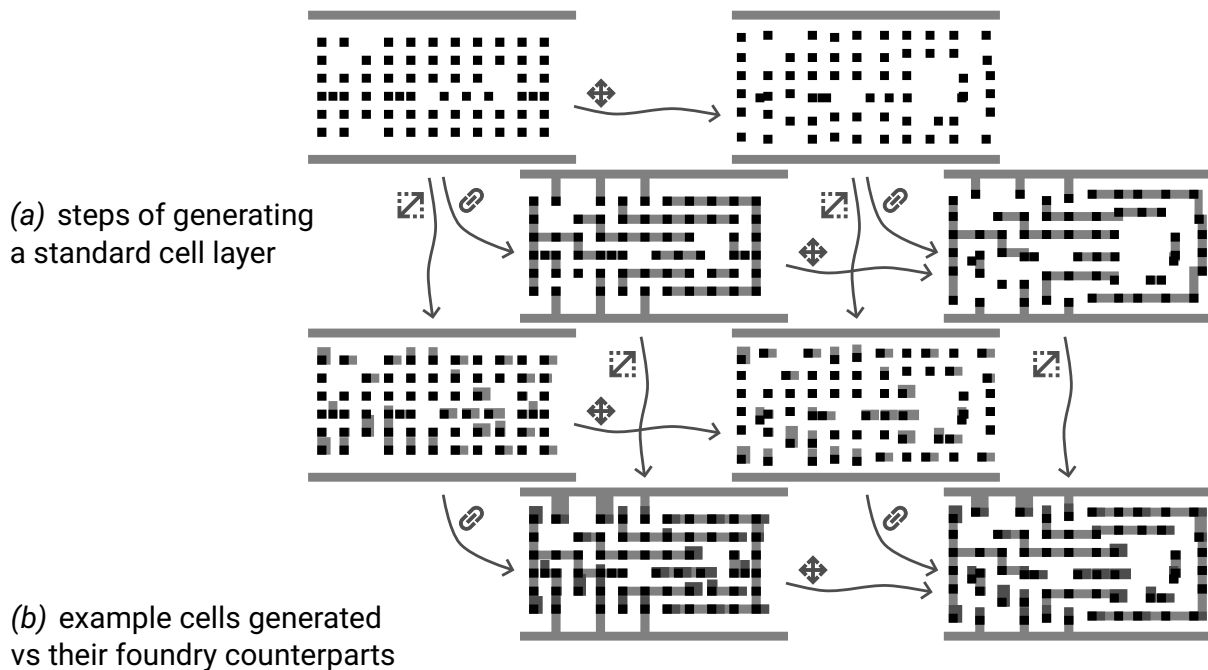 (a) steps of generating
a standard cell layer
(b) example cells generated
vs their foundry counterparts